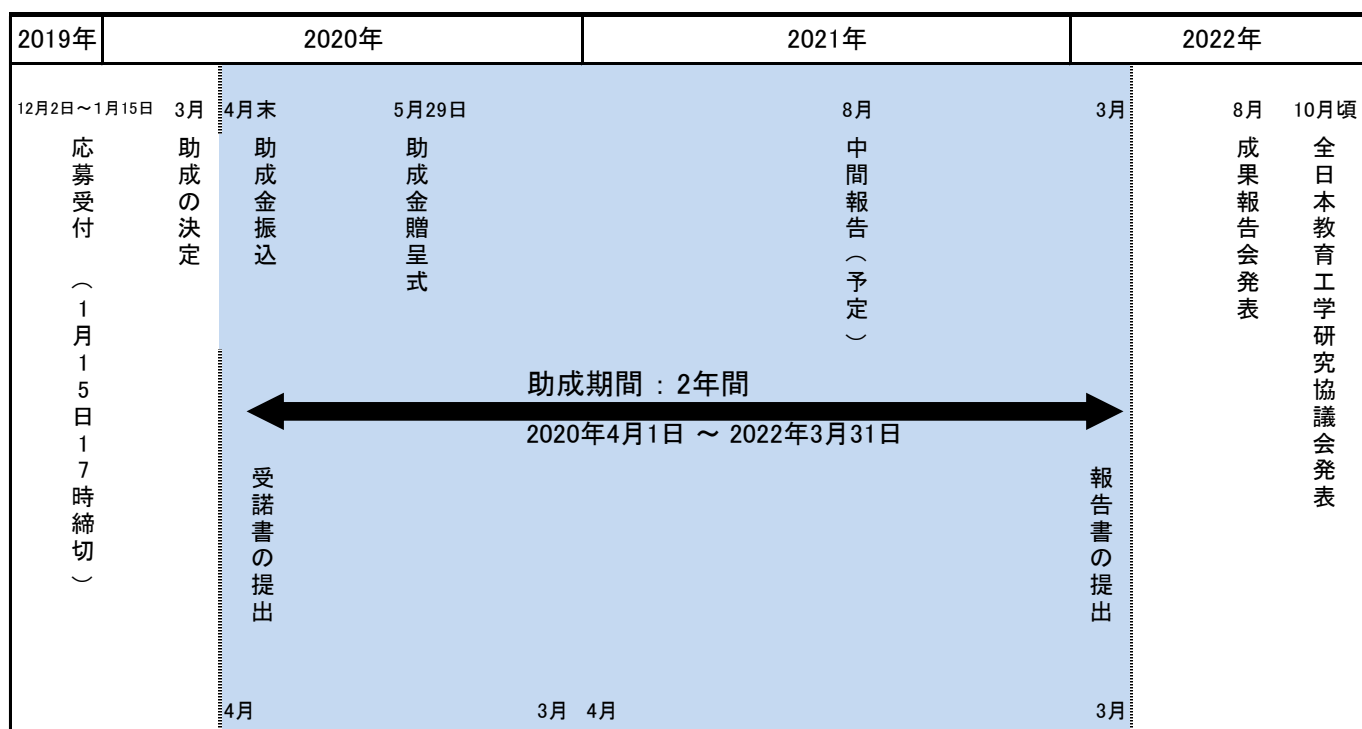 2019年
2020年
2021年
2022年
12月2日～1月15日
3月
4月末
5月29日
8月
3月
8月
10月頃
応募受付　（1月15日17時締切）
助成の決定
助成金振込
助成金贈呈式
中間報告（予定）
成果報告会発表
全日本教育工学研究協議会発表
助成期間：2年間
2020年4月1日 ～ 2022年3月31日
受諾書の提出
報告書の提出
4月
3月
4月
3月